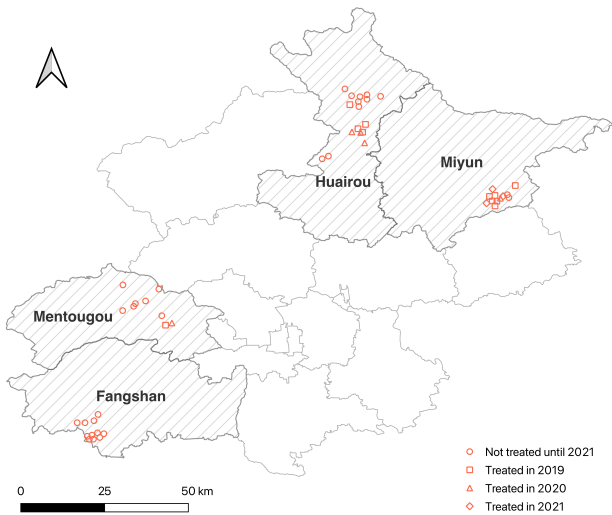 Miyun
Huairou
Mentougou
Fangshan
Not treated until 2021
Treated in 2019
Treated in 2020
Treated in 2021
0 25 50 km